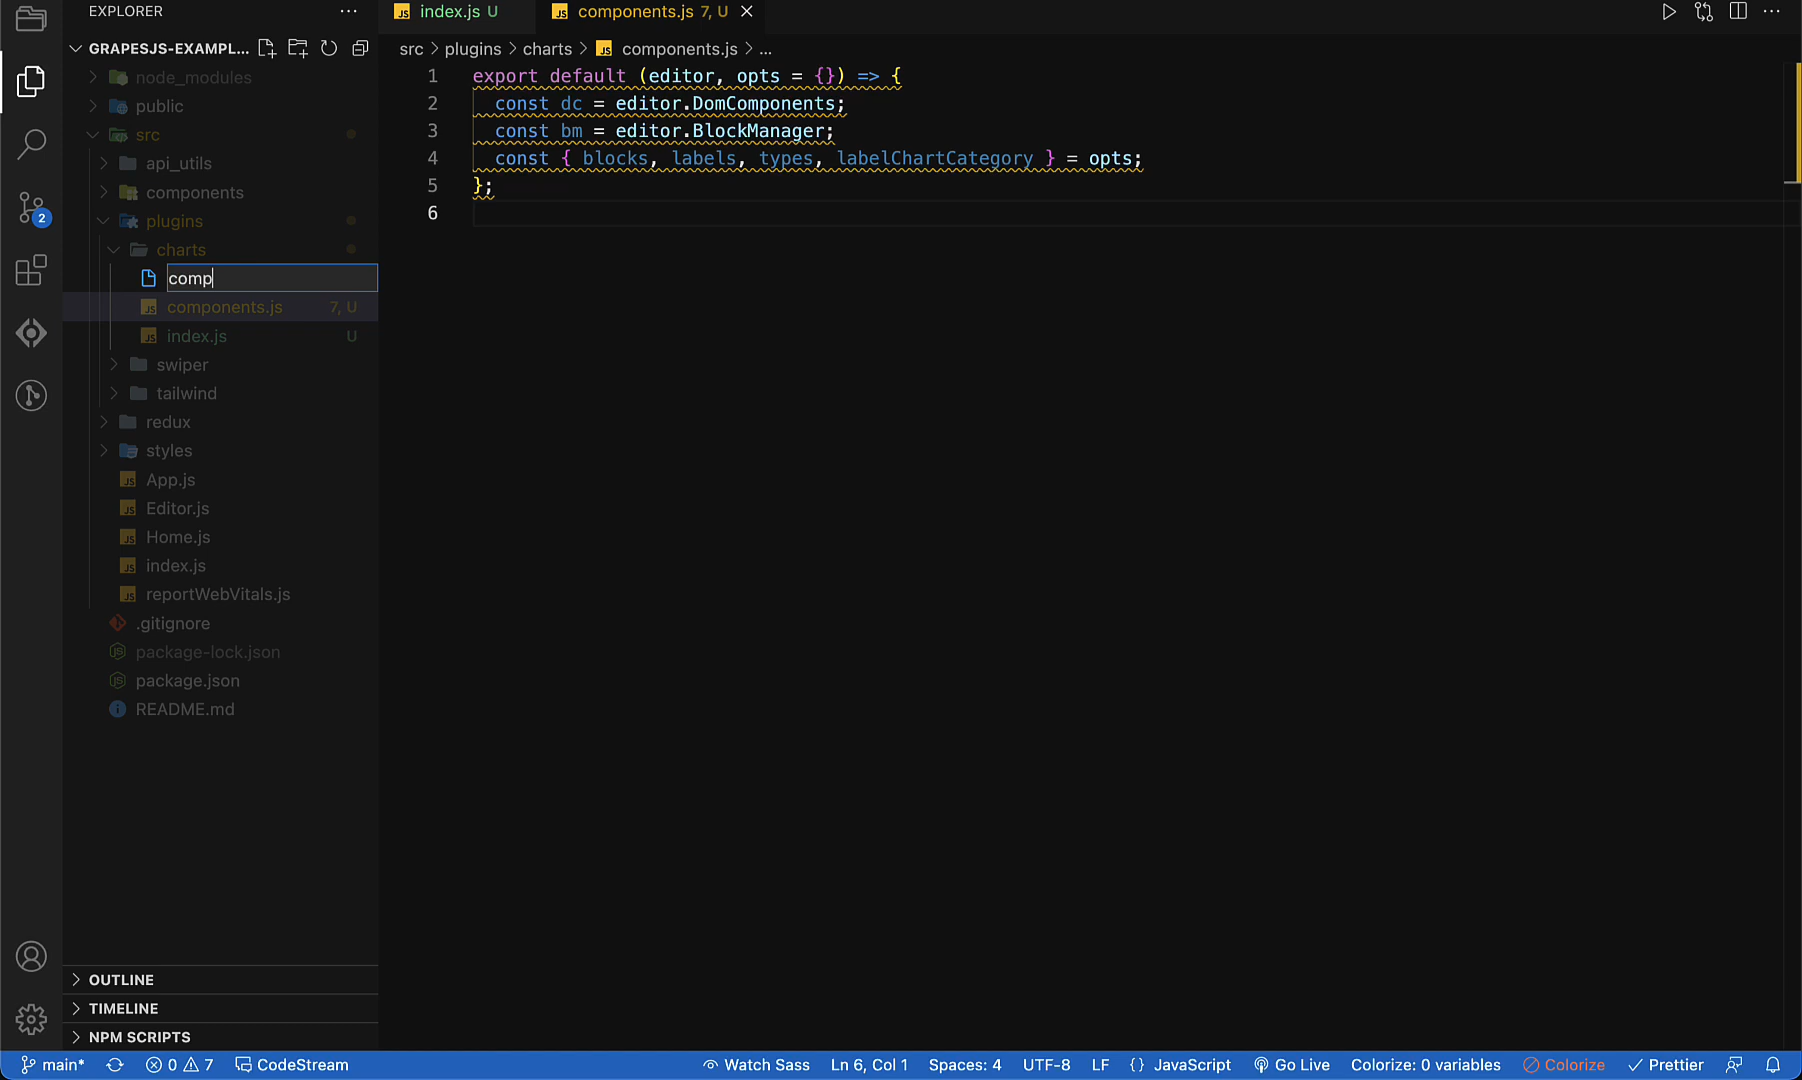 EXPLORER
index.js U
components.js 7, U
GRAPESJS-EXAMPL...
src > plugins > charts > JS components.js > ...
node_modules
public
src
api_utils
components
plugins
charts
comp
components.js 7, U
index.js U
swiper
tailwind
redux
styles
App.js
Editor.js
Home.js
index.js
reportWebVitals.js
.gitignore
package-lock.json
package.json
README.md
1 export default (editor, opts = {}) => {
2 const dc = editor.DomComponents;
3 const bm = editor.BlockManager;
4 const { blocks, labels, types, labelChartCategory } = opts;
5 };
6
OUTLINE
TIMELINE
NPM SCRIPTS
2
main* 0 7 CodeStream Watch Sass Ln 6, Col 1 Spaces: 4 UTF-8 LF {} JavaScript Go Live Colorize: 0 variables Colorize Prettier